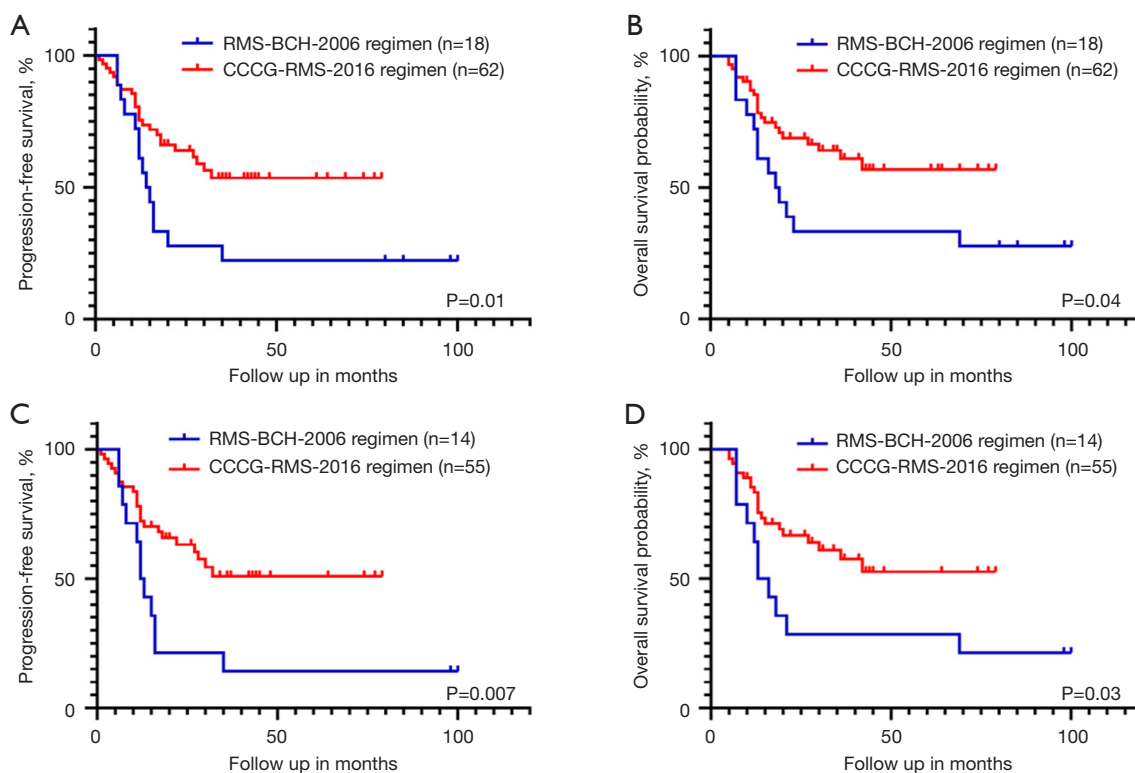 A
RMS-BCH-2006 regimen (n=18)
CCCG-RMS-2016 regimen (n=62)
Progression-free survival, %
100
50
0
P=0.01
0 50 100
Follow up in months
B
RMS-BCH-2006 regimen (n=18)
CCCG-RMS-2016 regimen (n=62)
Overall survival probability, %
100
50
0
P=0.04
0 50 100
Follow up in months
C
RMS-BCH-2006 regimen (n=14)
CCCG-RMS-2016 regimen (n=55)
Progression-free survival, %
100
50
0
P=0.007
0 50 100
Follow up in months
D
RMS-BCH-2006 regimen (n=14)
CCCG-RMS-2016 regimen (n=55)
Overall survival probability, %
100
50
0
P=0.03
0 50 100
Follow up in months